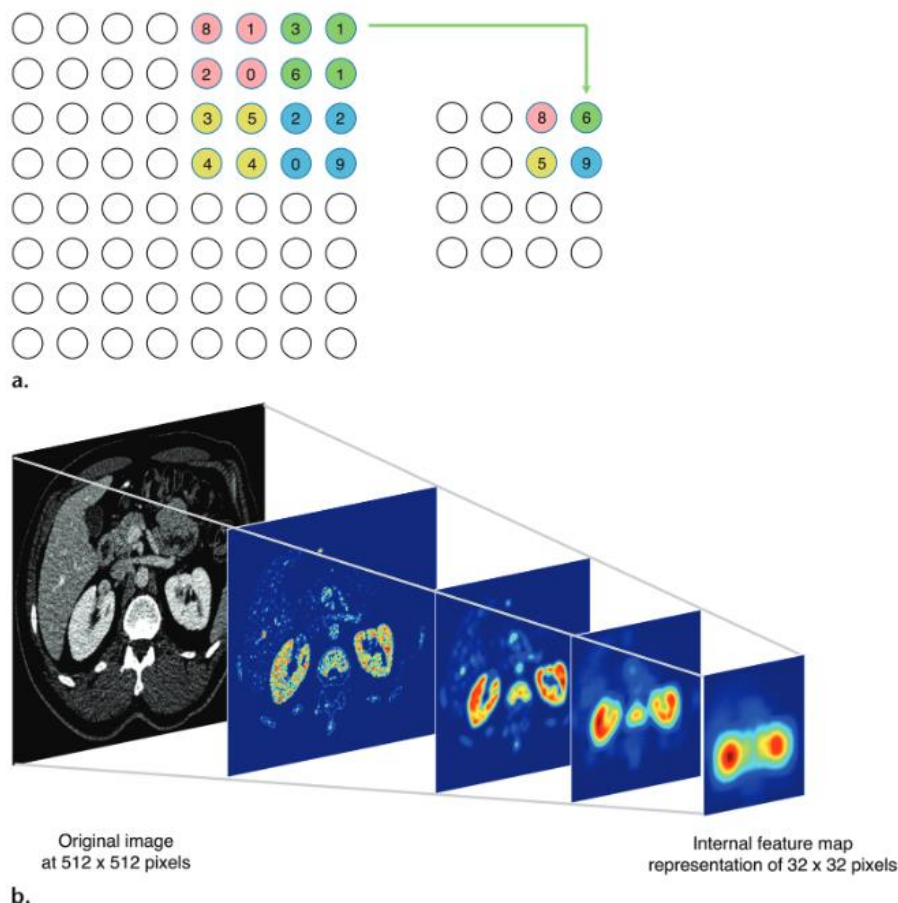 8 1 3 1
2 0 6 1
3 5 2 2 8 6
4 4 0 9 5 9
a.
Original image
at 512 x 512 pixels
Internal feature map
representation of 32 x 32 pixels
b.